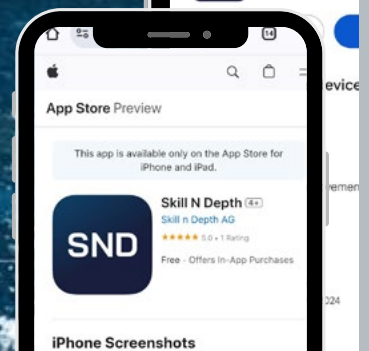 14
App Store Preview
This app is available only on the App Store for
iPhone and iPad.
SND
Skill N Depth 4+
Skill n Depth AG
★★★★★ 5.0 • 1 Rating
Free · Offers In-App Purchases
iPhone Screenshots
evice
emen
024